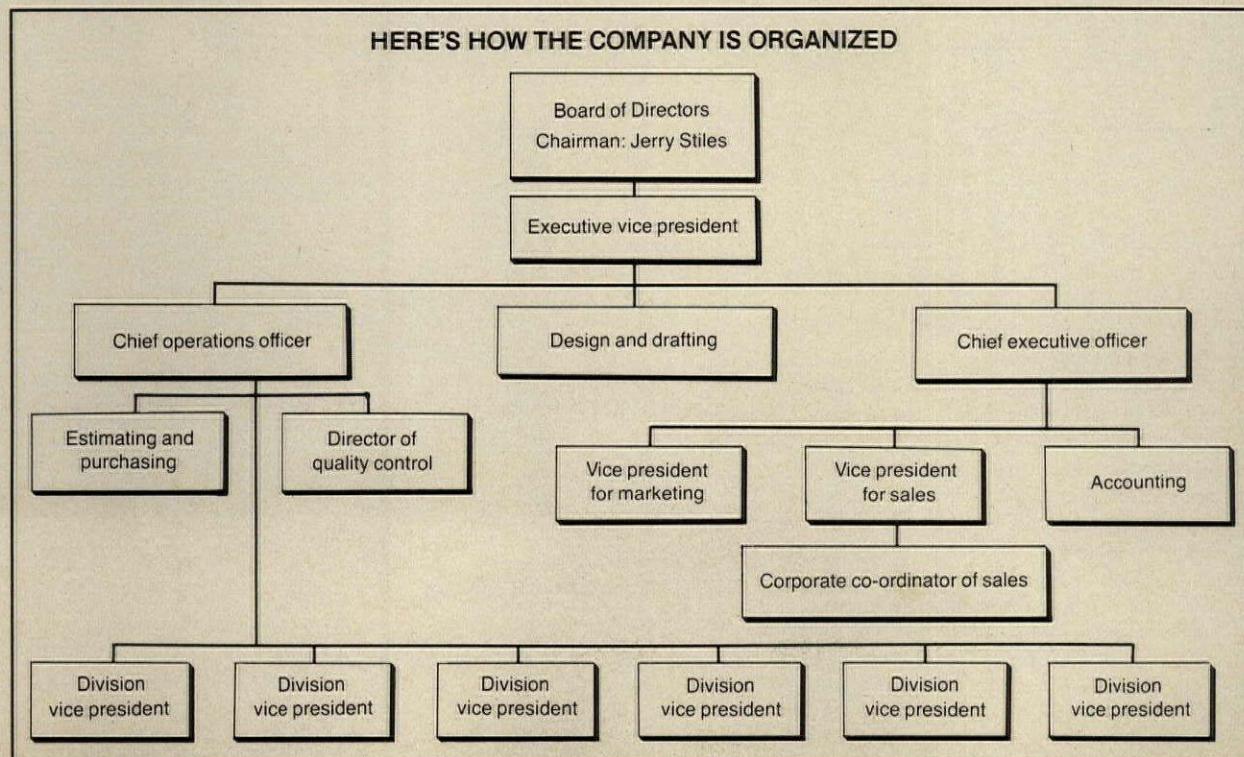 HERE'S HOW THE COMPANY IS ORGANIZED
Board of Directors
Chairman: Jerry Stiles
Executive vice president
Chief operations officer
Design and drafting
Chief executive officer
Estimating and
purchasing
Director of
quality control
Vice president
for marketing
Vice president
for sales
Accounting
Corporate co-ordinator of sales
Division
vice president
Division
vice president
Division
vice president
Division
vice president
Division
vice president
Division
vice president